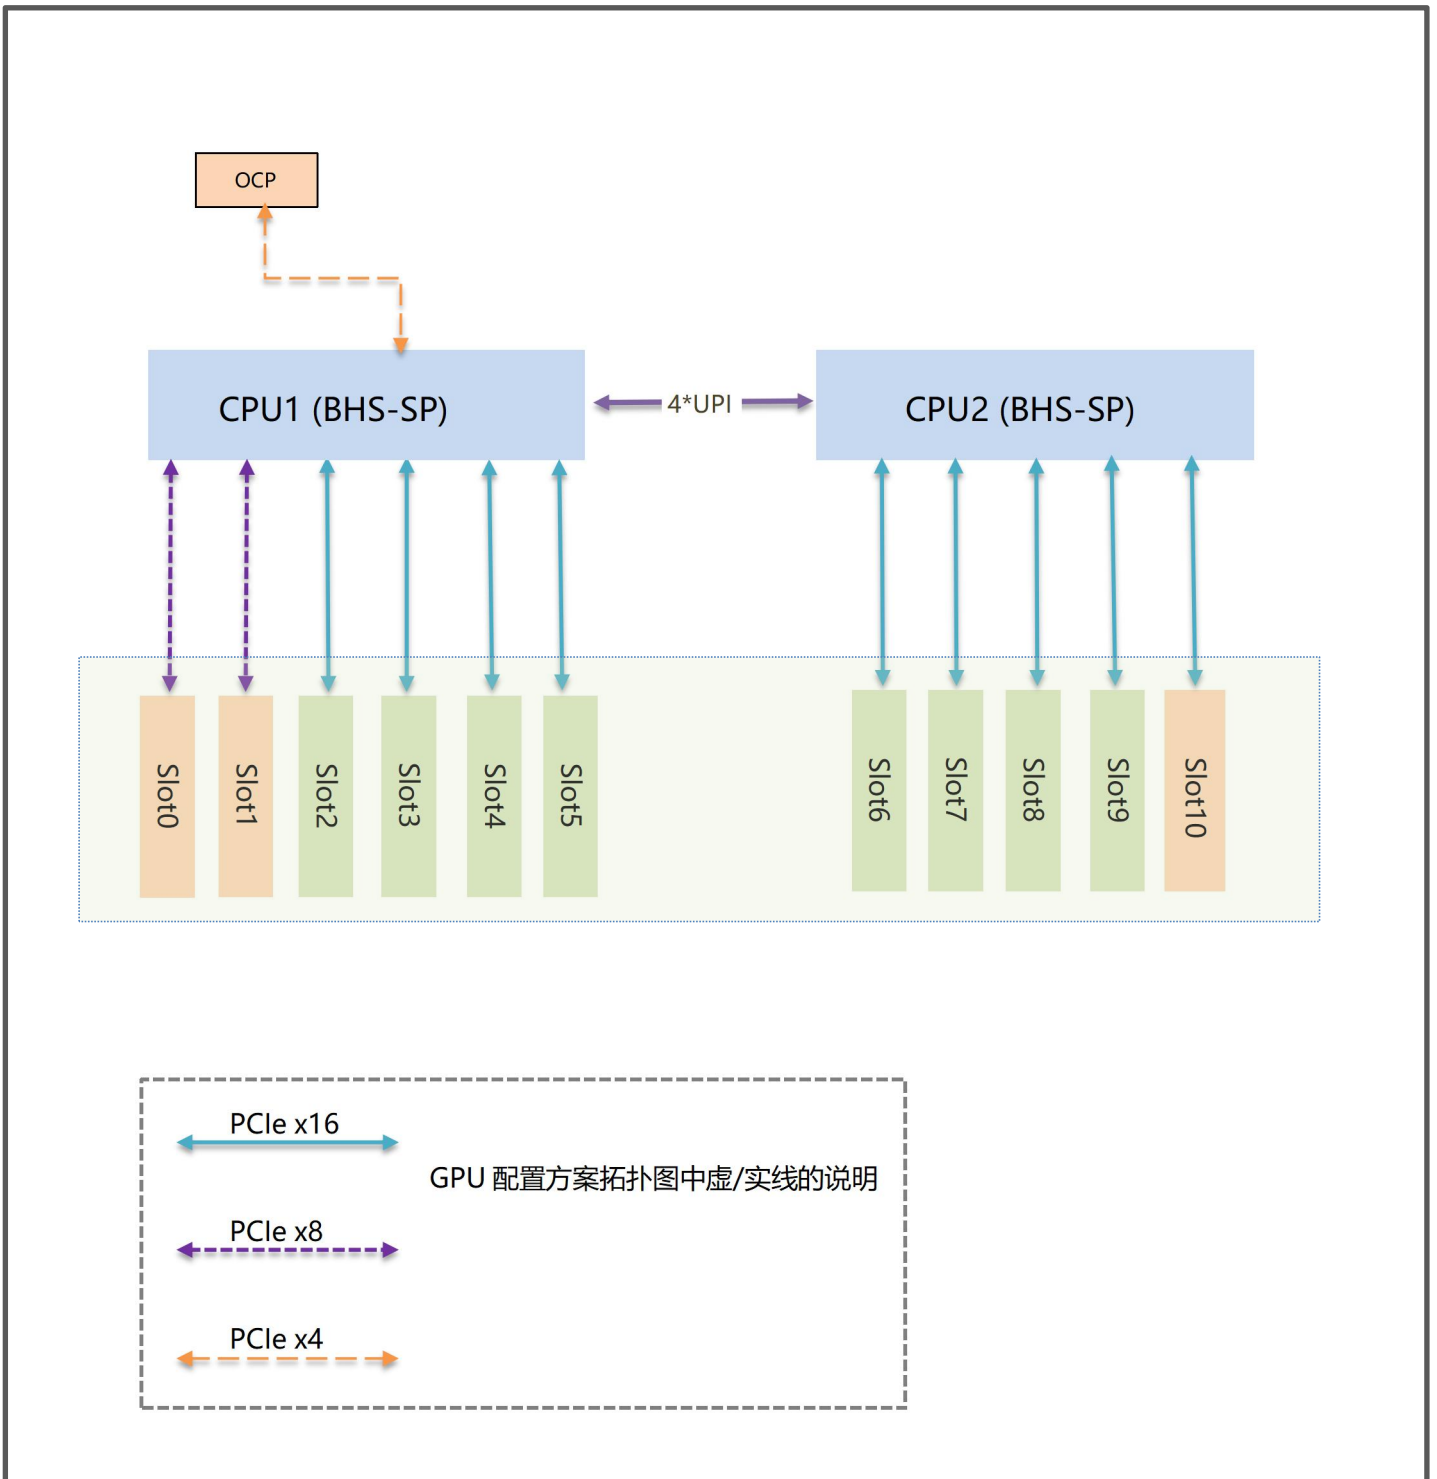 OCP
CPU1 (BHS-SP)
4*UPI
CPU2 (BHS-SP)
Slot0
Slot1
Slot2
Slot3
Slot4
Slot5
Slot6
Slot7
Slot8
Slot9
Slot10
PCIe x16
GPU 配置方案拓扑图中虚/实线的说明
PCIe x8
PCIe x4